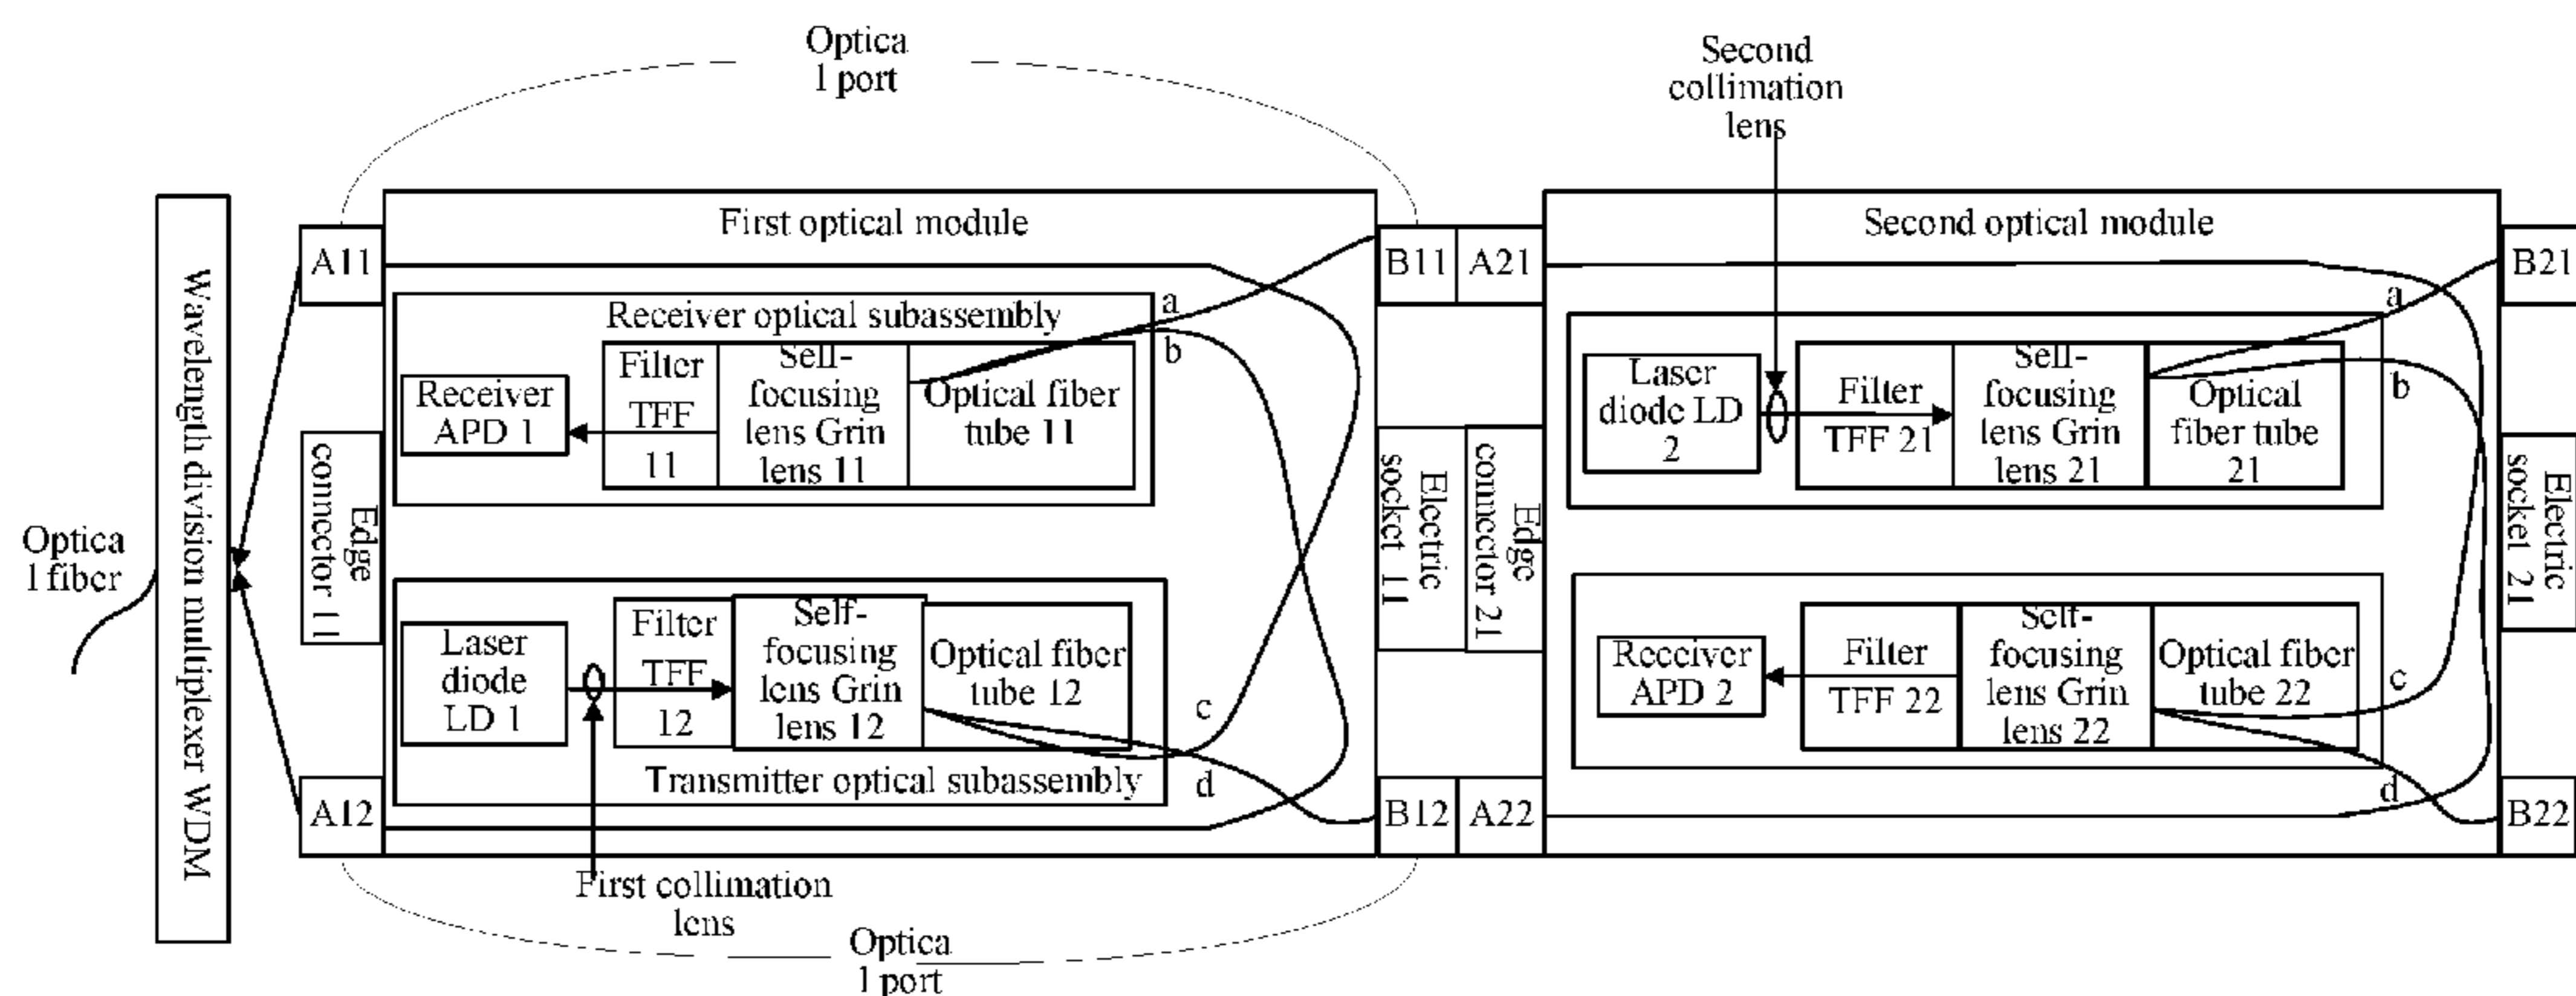 Optica
l port
Second
collimation
lens
First optical module
Second optical module
A11
B11
A21
B21
Wavelength division multiplexer WDM
Optica
l fiber
Edge
connector 11
Receiver optical subassembly
a
b
Receiver
APD 1
Filter
TFF
11
Self-
focusing
lens Grin
lens 11
Optical fiber
tube 11
Laser
diode
LD 1
Filter
TFF
12
Self-
focusing
lens Grin
lens 12
Optical fiber
tube 12
c
d
Transmitter optical subassembly
Electric
socket 11
Edge
connector 21
Laser
diode LD
2
Filter
TFF 21
Self-
focusing
lens Grin
lens 21
Optical
fiber tube
21
a
b
Receiver
APD 2
Filter
TFF 22
Self-
focusing
lens Grin
lens 22
Optical fiber
tube 22
c
d
Electric
socket 21
A12
B12
A22
B22
First collimation
lens
Optica
l port